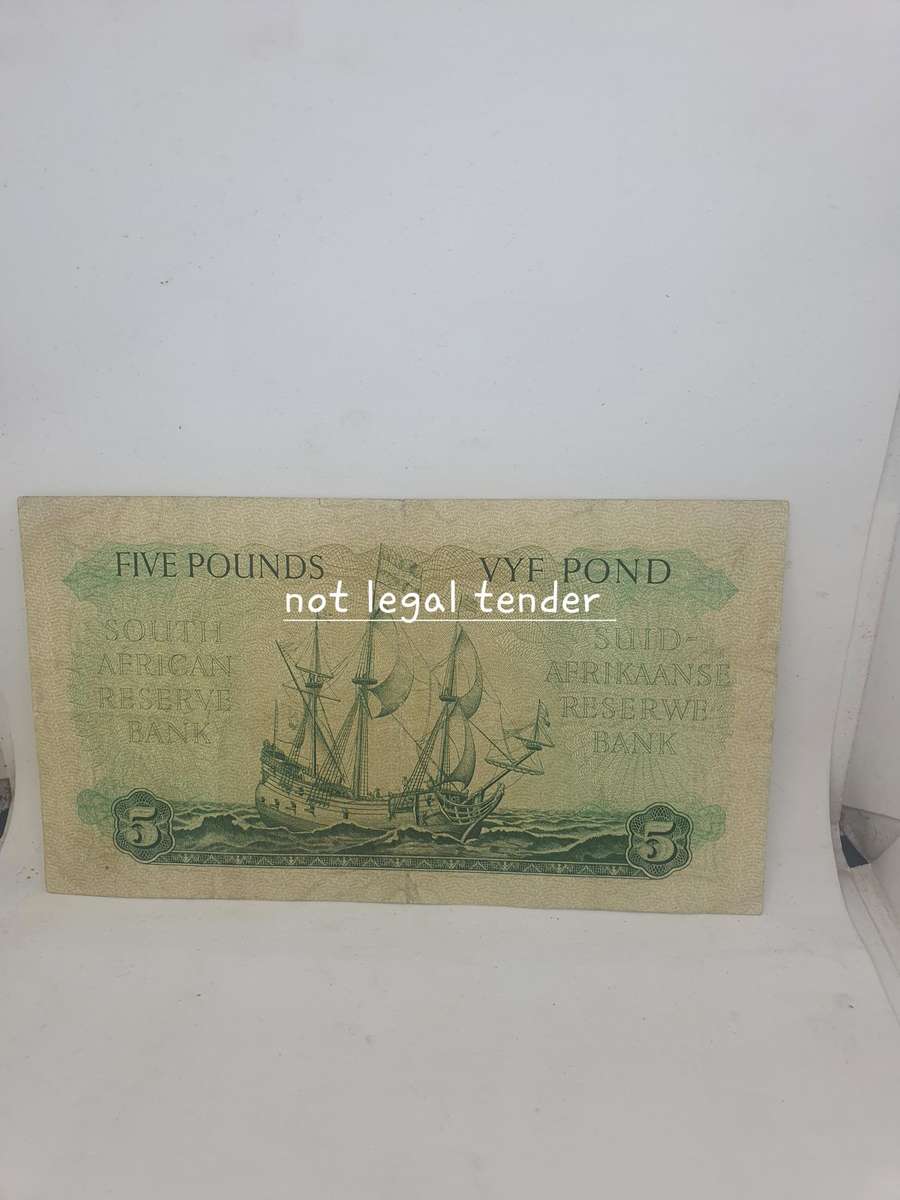 FIVE POUNDS
VYF POND
not legal tender
SOUTH
AFRICAN
RESERVE
BANK
SUID-
AFRIKAANSE
RESERWE
BANK
5
5